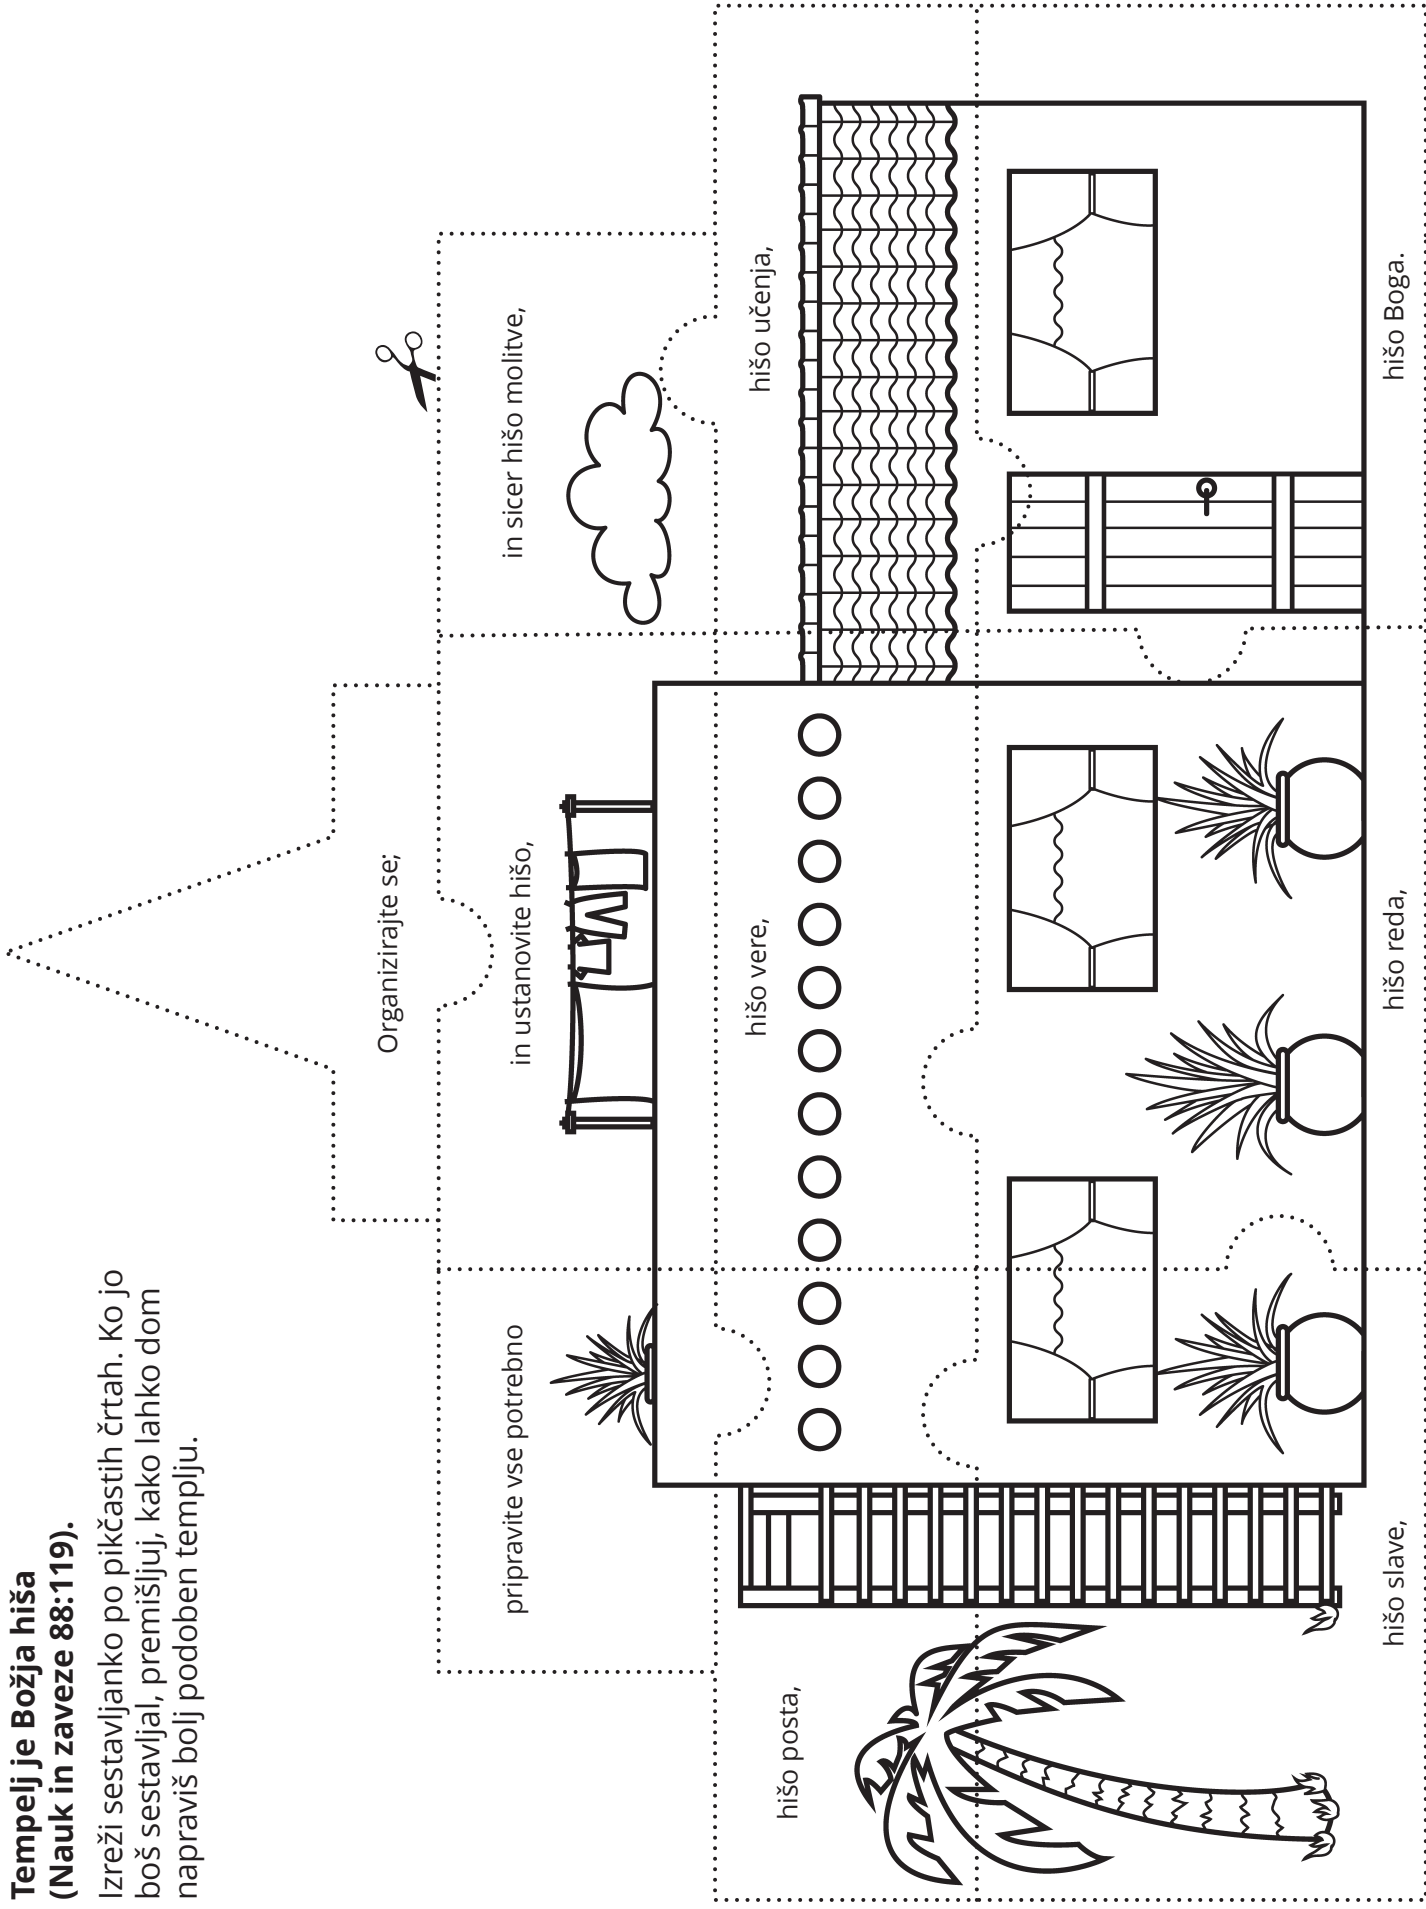 Tempelj je Božja hiša
(Nauk in zaveze 88:119).
Izreži sestavljanko po pikčastih črtah. Ko jo
boš sestavljal, premišljuj, kako lahko dom
napraviš bolj podoben templju.
Organizirajte se;
pripravite vse potrebno
in ustanovite hišo,
in sicer hišo molitve,
hišo posta,
hišo vere,
hišo učenja,
hišo slave,
hišo reda,
hišo Boga.